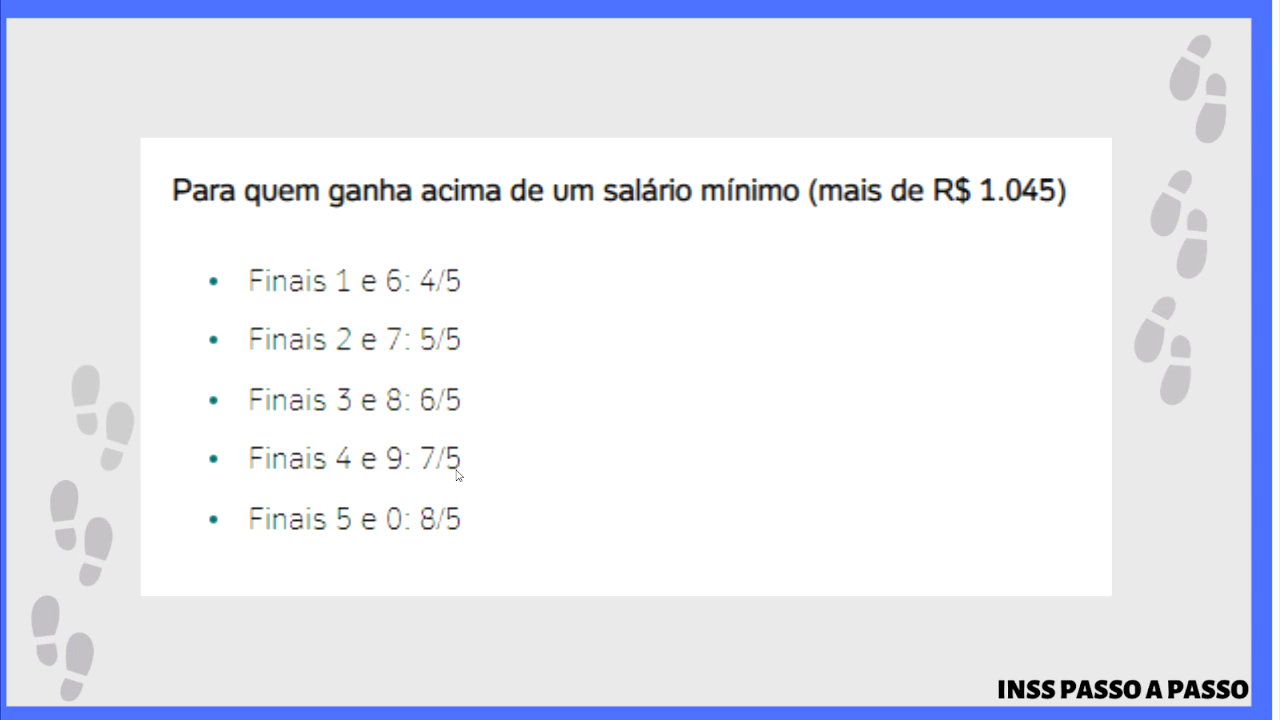 Para quem ganha acima de um salário mínimo (mais de R$ 1.045)
• Finais 1 e 6: 4/5
• Finais 2 e 7: 5/5
• Finais 3 e 8: 6/5
• Finais 4 e 9: 7/5
• Finais 5 e 0: 8/5
INSS PASSO A PASSO